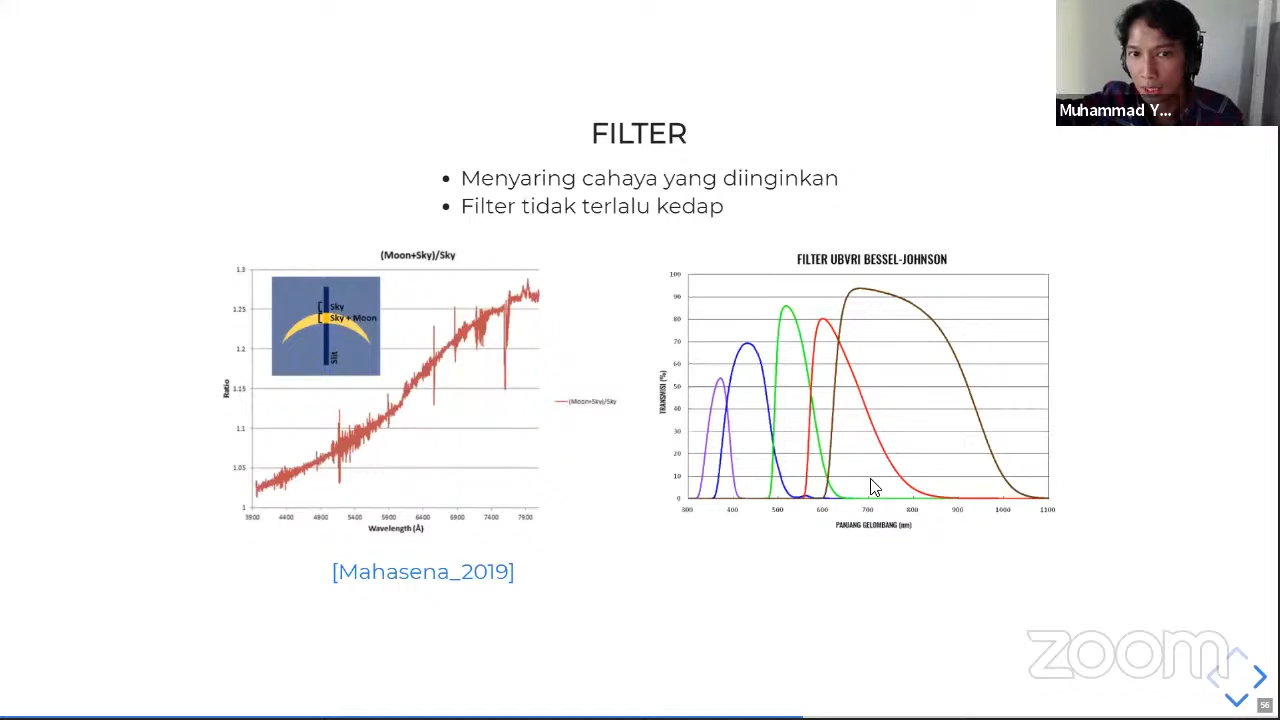 Muhammad Y...
FILTER
• Menyaring cahaya yang diinginkan
• Filter tidak terlalu kedap
(Moon+Sky)/Sky
1.3
1.25
1.2
1.15
1.1
1.05
1
Ratio
Sky
Sky + Moon
Slit
(Moon+Sky)/Sky
3900 4400 4900 5400 5900 6400 6900 7400 7900
Wavelength (Å)
FILTER UBVRI BESSEL-JOHNSON
100
90
80
70
60
50
40
30
20
10
0
TRANSMISI (%)
300 400 500 600 700 800 900 1000 1100
PANJANG GELOMBANG (nm)
[Mahasena_2019]
zoom
56